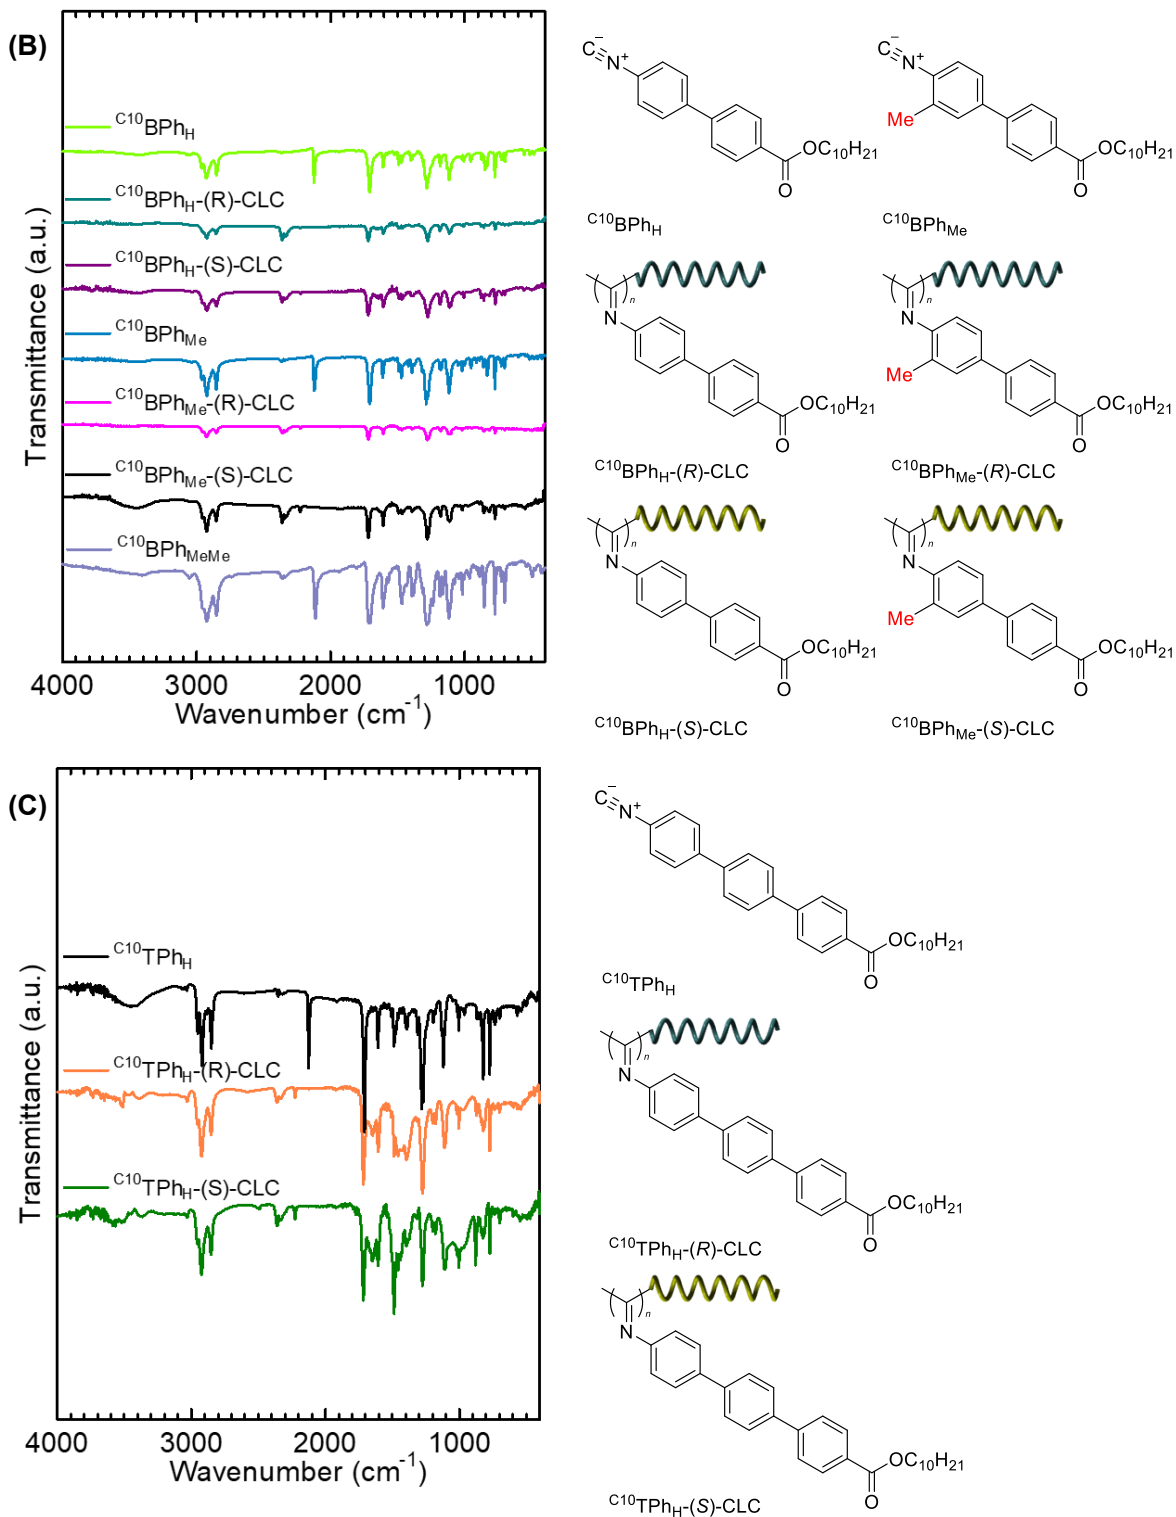 (B)
C10BPhH
C10BPhH-(R)-CLC
C10BPhH-(S)-CLC
C10BPhMe
C10BPhMe-(R)-CLC
C10BPhMe-(S)-CLC
C10BPhMeMe
Transmittance (a.u.)
4000 3000 2000 1000
Wavenumber (cm-1)
C− N+
OC10H21
O
C10BPhH
C− N+
Me
OC10H21
O
C10BPhMe
n
N
OC10H21
O
C10BPhH-(R)-CLC
n
N
Me
OC10H21
O
C10BPhMe-(R)-CLC
n
N
OC10H21
O
C10BPhH-(S)-CLC
n
N
Me
OC10H21
O
C10BPhMe-(S)-CLC
(C)
C10TPhH
C10TPhH-(R)-CLC
C10TPhH-(S)-CLC
Transmittance (a.u.)
4000 3000 2000 1000
Wavenumber (cm-1)
C− N+
OC10H21
O
C10TPhH
n
N
OC10H21
O
C10TPhH-(R)-CLC
n
N
OC10H21
O
C10TPhH-(S)-CLC